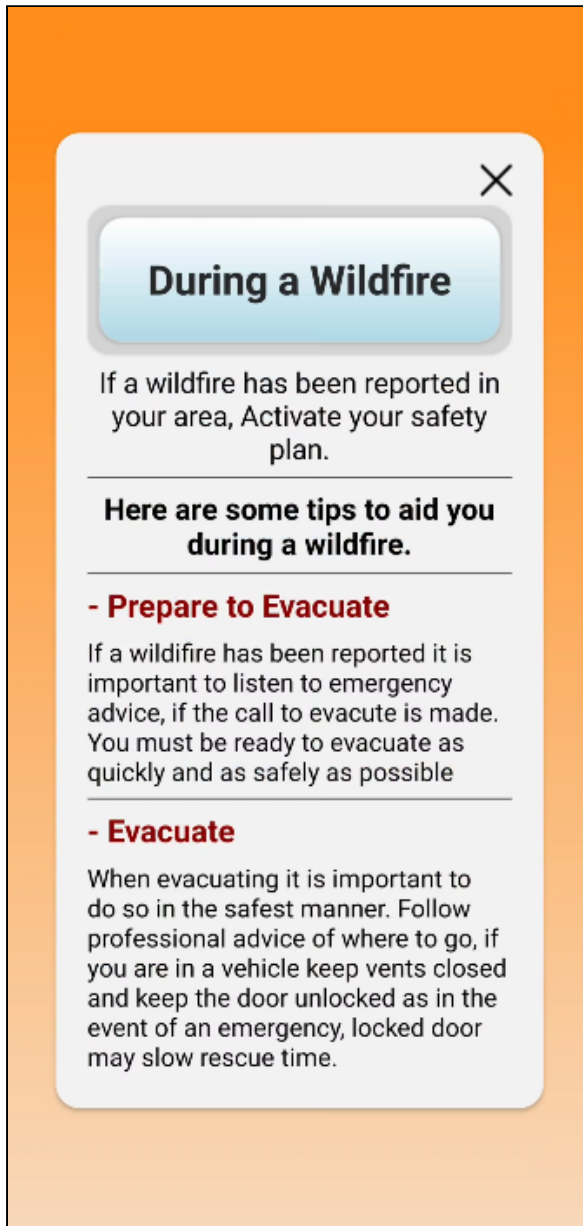 During a Wildfire
If a wildfire has been reported in
your area, Activate your safety
plan.
Here are some tips to aid you
during a wildfire.
- Prepare to Evacuate
If a wildifire has been reported it is
important to listen to emergency
advice, if the call to evacute is made.
You must be ready to evacuate as
quickly and as safely as possible
- Evacuate
When evacuating it is important to
do so in the safest manner. Follow
professional advice of where to go, if
you are in a vehicle keep vents closed
and keep the door unlocked as in the
event of an emergency, locked door
may slow rescue time.